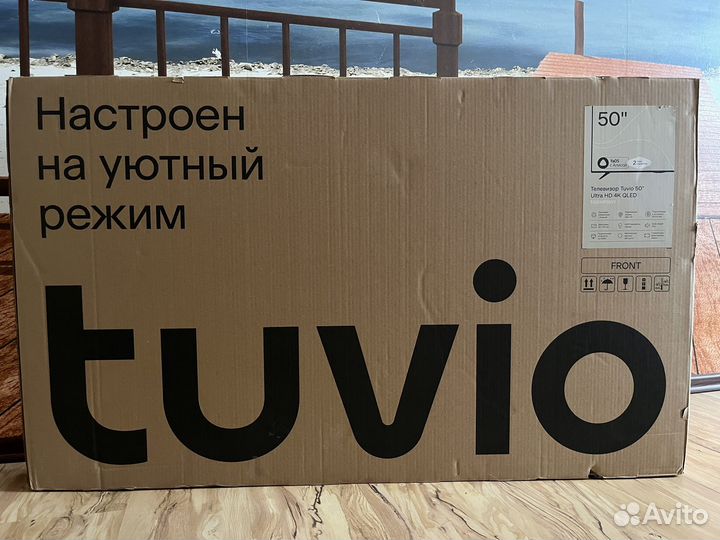 Настроен
на уютный
режим
50"
Телевизор Tuvio 50"
Ultra HD 4K QLED
FRONT
tuvio
Avito